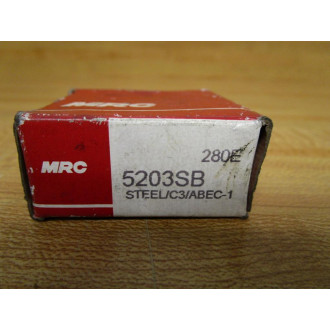 MRC
280E
MRC
5203SB
STEEL/C3/ABEC-1